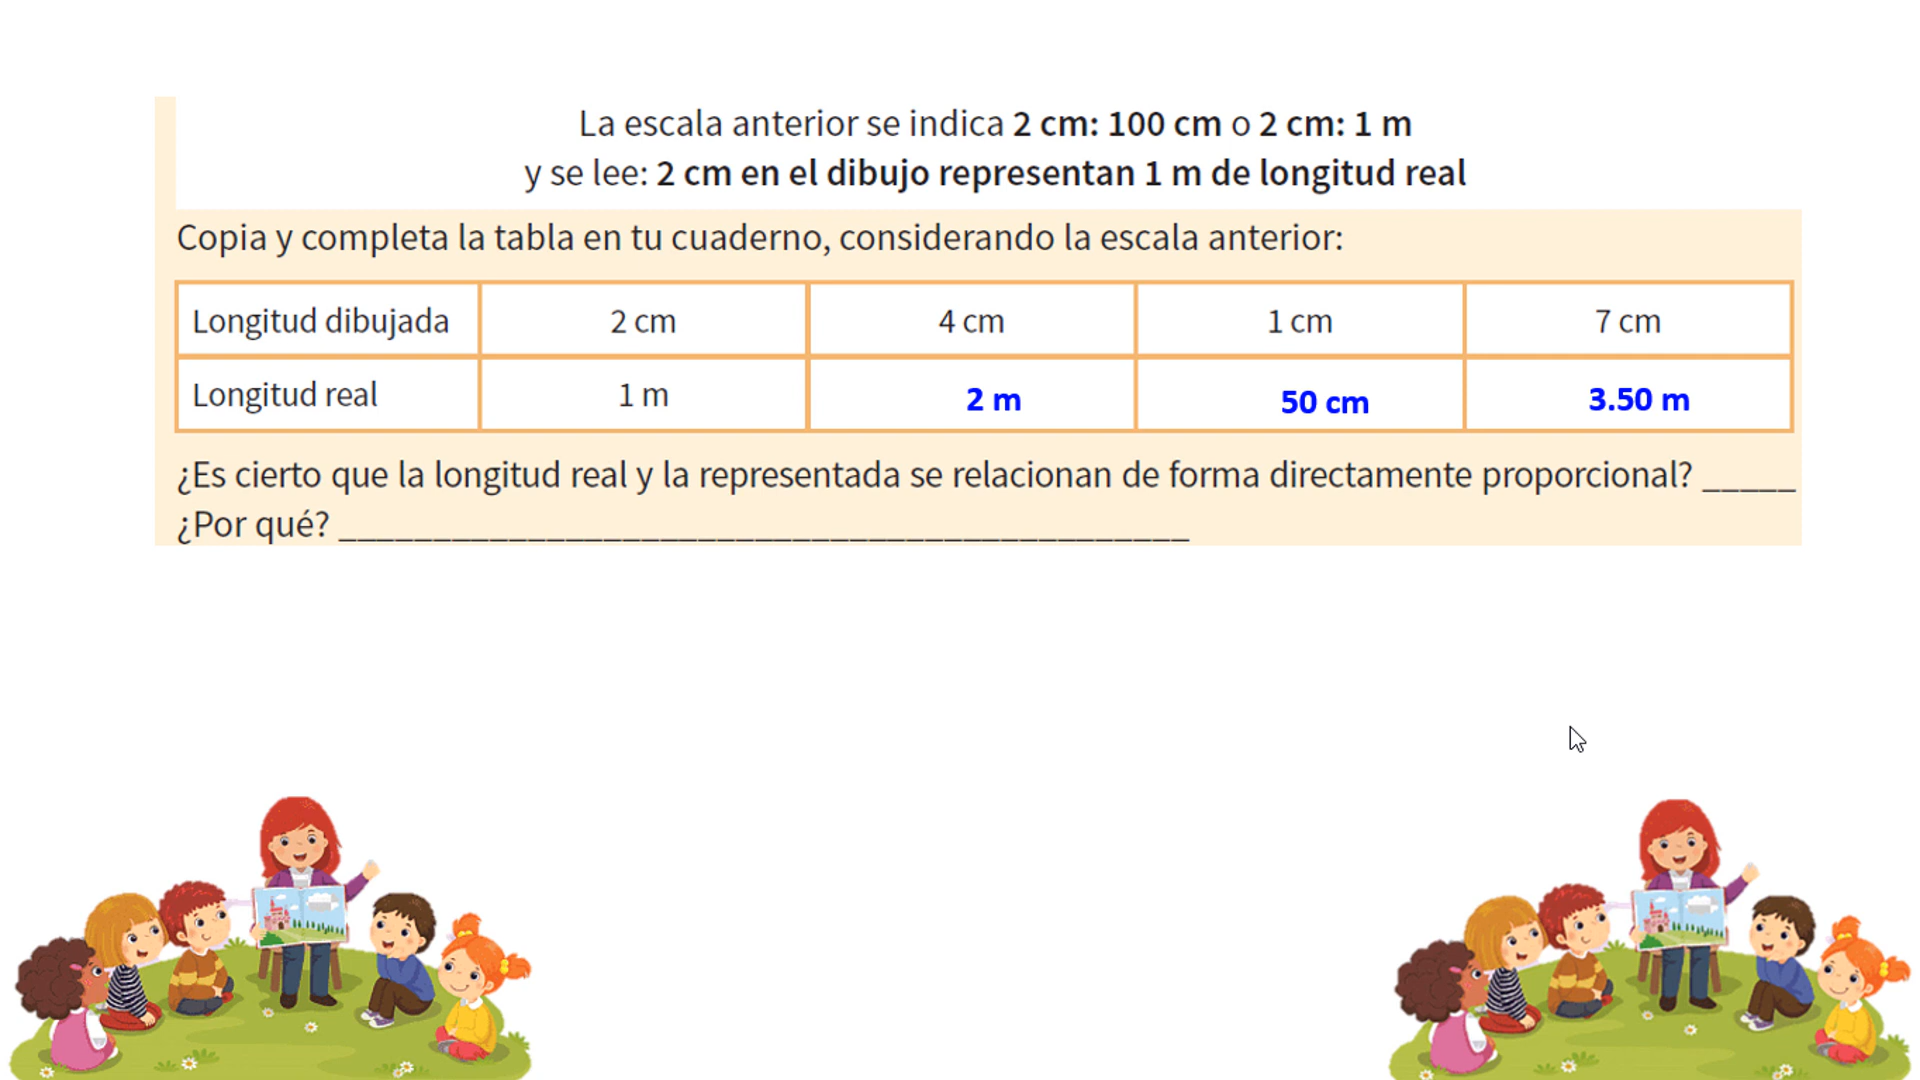 La escala anterior se indica 2 cm: 100 cm o 2 cm: 1 m
y se lee: 2 cm en el dibujo representan 1 m de longitud real
Copia y completa la tabla en tu cuaderno, considerando la escala anterior:
Longitud dibujada 2 cm 4 cm 1 cm 7 cm
Longitud real 1 m 2 m 50 cm 3.50 m
¿Es cierto que la longitud real y la representada se relacionan de forma directamente proporcional? _____
¿Por qué? _____________________________________________